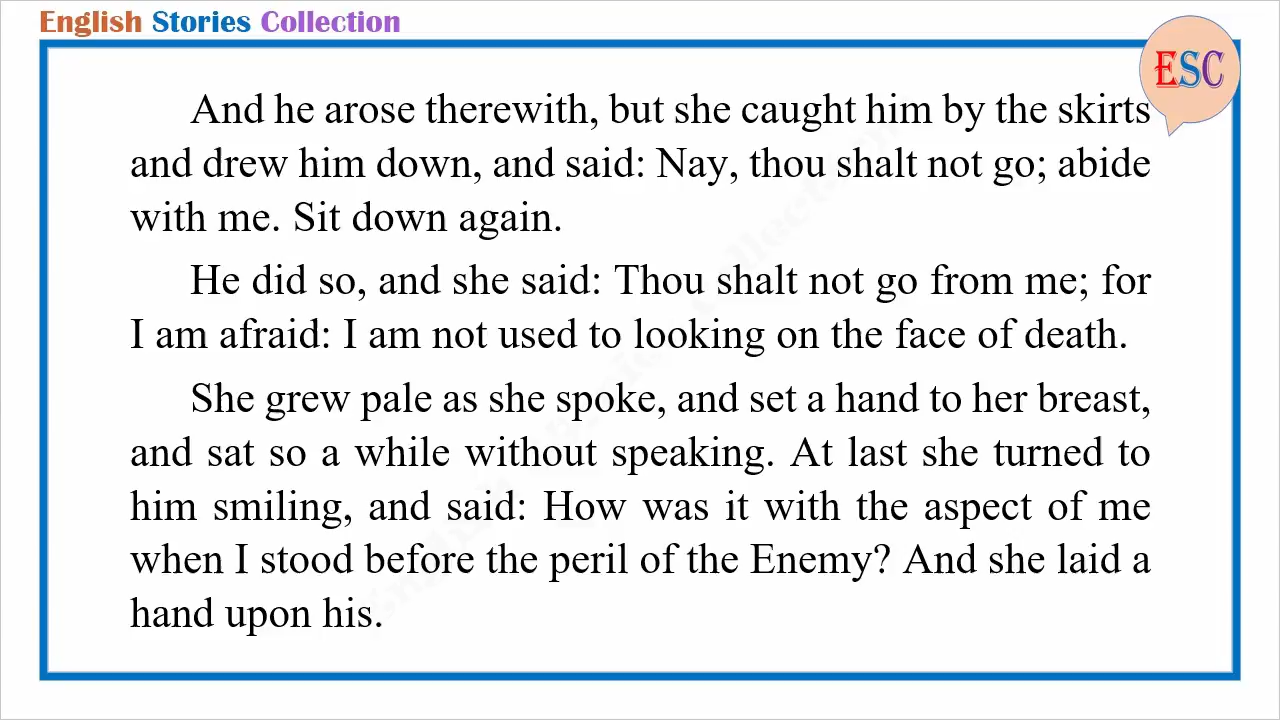 English Stories Collection
ESC
And he arose therewith, but she caught him by the skirts
and drew him down, and said: Nay, thou shalt not go; abide
with me. Sit down again.
He did so, and she said: Thou shalt not go from me; for
I am afraid: I am not used to looking on the face of death.
She grew pale as she spoke, and set a hand to her breast,
and sat so a while without speaking. At last she turned to
him smiling, and said: How was it with the aspect of me
when I stood before the peril of the Enemy? And she laid a
hand upon his.